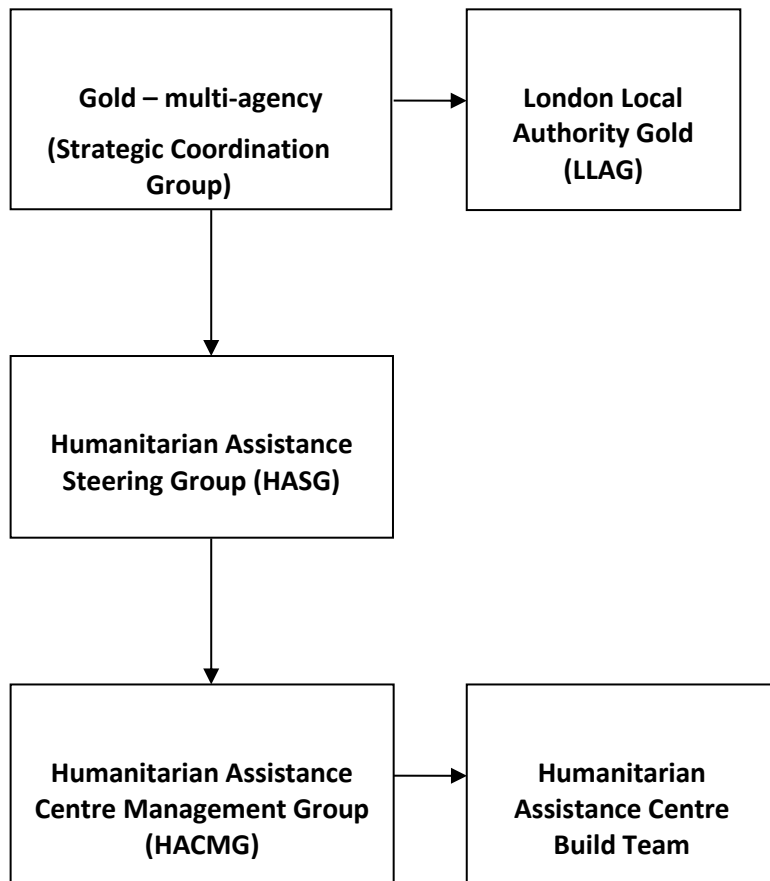 Gold – multi-agency
(Strategic Coordination
Group)
London Local
Authority Gold
(LLAG)
Humanitarian Assistance
Steering Group (HASG)
Humanitarian Assistance
Centre Management Group
(HACMG)
Humanitarian
Assistance Centre
Build Team